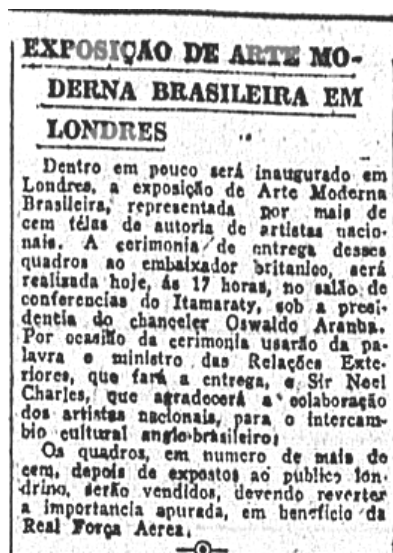 EXPOSIÇÃO DE ARTE MO-
DERNA BRASILEIRA EM
LONDRES
Dentro em pouco será inaugurado em
Londres, a exposição de Arte Moderna
Brasileira, representada por mais de
cem télas de autoria de artistas nacio-
nais. A cerimonia de entrega desses
quadros ao embaixador britanico, será
realizada hoje, ás 17 horas, no salão de
conferencias do Itamaraty, sob a presi-
dencia do chanceler Oswaldo Aranha.
Por ocasião da cerimonia usarão da pa-
lavra o ministro das Relações Exte-
riores, que fará a entrega, e Sir Noel
Charles, que agradecerá a colaboração
dos artistas nacionais, para o intercam-
bio cultural anglo-brasileiro;
Os quadros, em numero de mais de
cem, depois de expostos ao público lon-
drino, serão vendidos, devendo reverter
a importancia apurada, em beneficio da
Real Força Aerea.